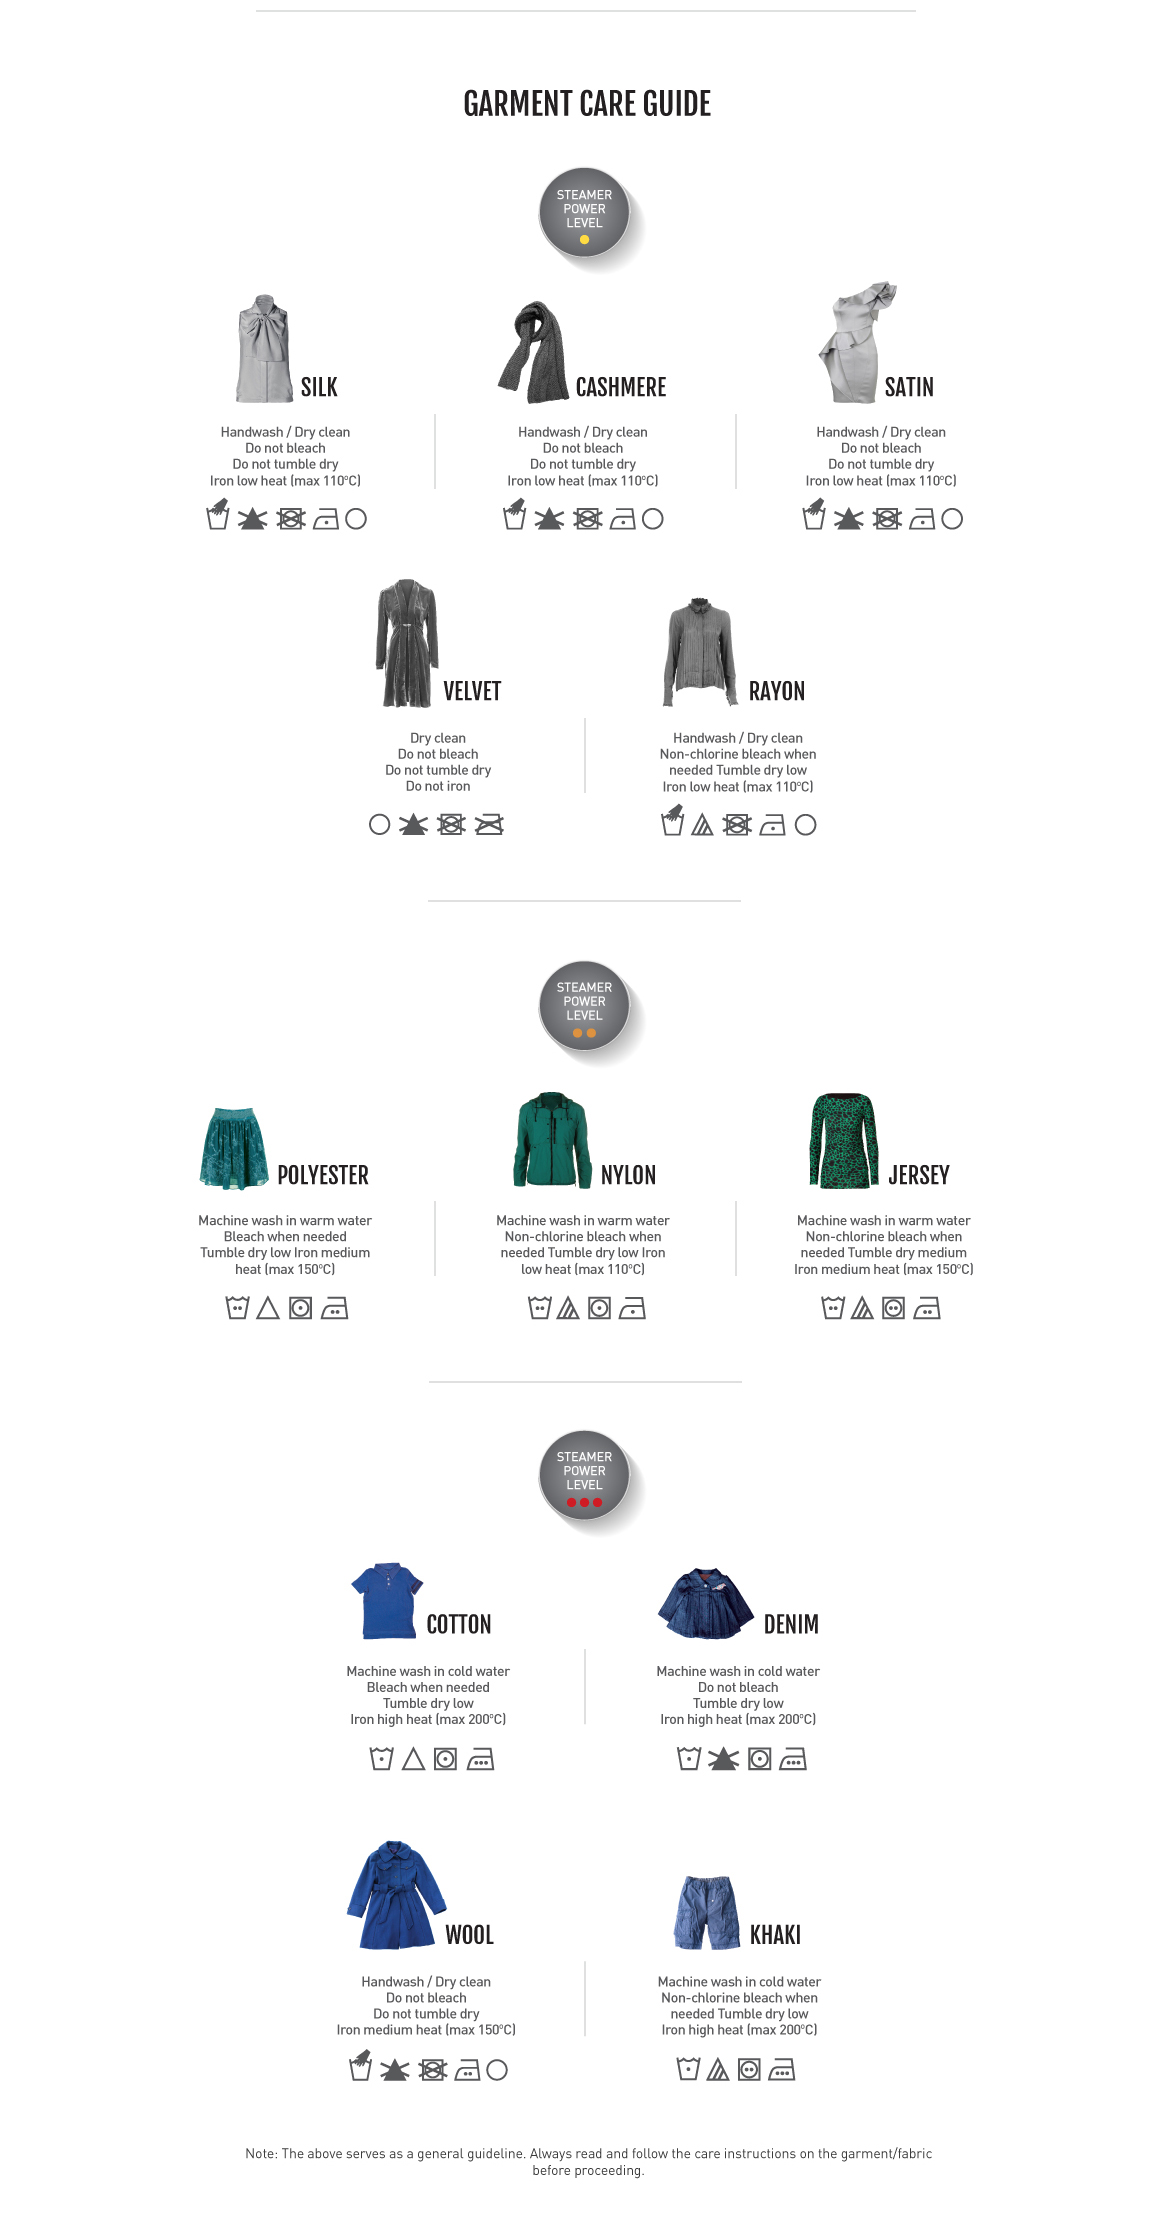 GARMENT CARE GUIDE
STEAMER
POWER
LEVEL
SILK
Handwash / Dry clean
Do not bleach
Do not tumble dry
Iron low heat (max 110ºC)
CASHMERE
Handwash / Dry clean
Do not bleach
Do not tumble dry
Iron low heat (max 110ºC)
SATIN
Handwash / Dry clean
Do not bleach
Do not tumble dry
Iron low heat (max 110ºC)
VELVET
Dry clean
Do not bleach
Do not tumble dry
Do not iron
RAYON
Handwash / Dry clean
Non-chlorine bleach when
needed Tumble dry low
Iron low heat (max 110ºC)
STEAMER
POWER
LEVEL
POLYESTER
Machine wash in warm water
Bleach when needed
Tumble dry low Iron medium
heat (max 150ºC)
NYLON
Machine wash in warm water
Non-chlorine bleach when
needed Tumble dry low Iron
low heat (max 110ºC)
JERSEY
Machine wash in warm water
Non-chlorine bleach when
needed Tumble dry medium
Iron medium heat (max 150ºC)
STEAMER
POWER
LEVEL
COTTON
Machine wash in cold water
Bleach when needed
Tumble dry low
Iron high heat (max 200ºC)
DENIM
Machine wash in cold water
Do not bleach
Tumble dry low
Iron high heat (max 200ºC)
WOOL
Handwash / Dry clean
Do not bleach
Do not tumble dry
Iron medium heat (max 150ºC)
KHAKI
Machine wash in cold water
Non-chlorine bleach when
needed Tumble dry low
Iron high heat (max 200ºC)
Note: The above serves as a general guideline. Always read and follow the care instructions on the garment/fabric
before proceeding.